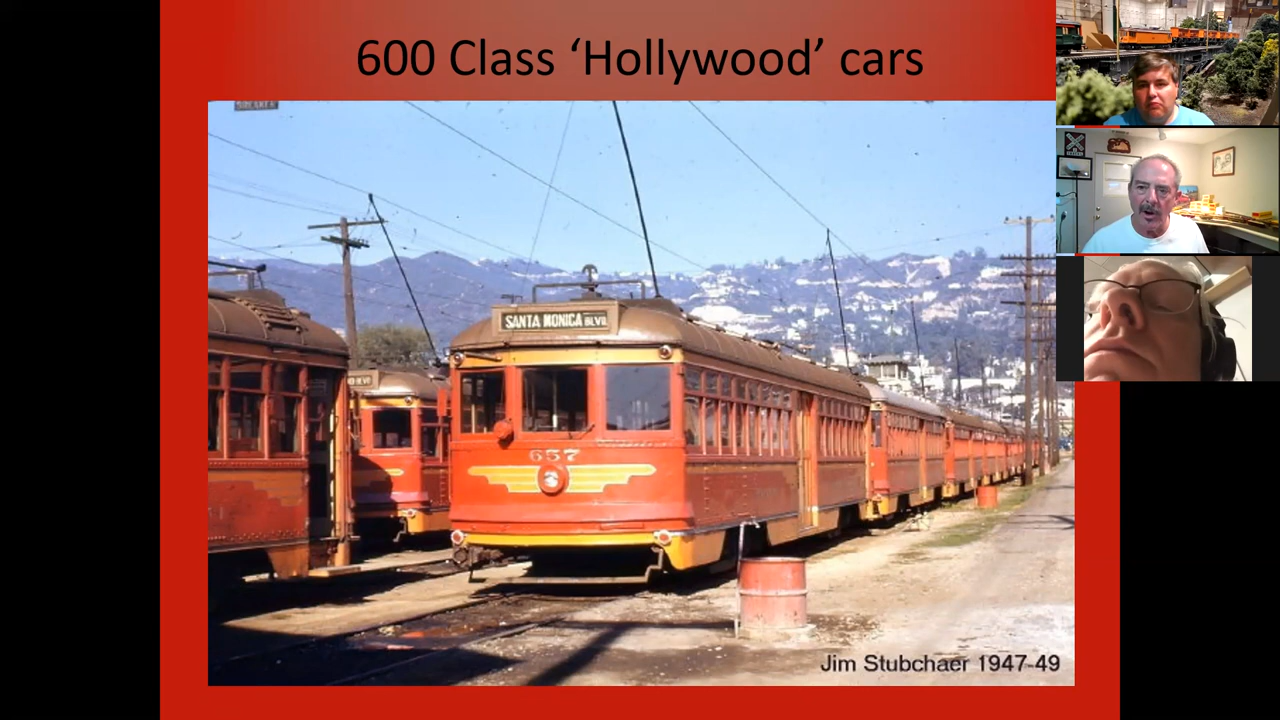 600 Class ‘Hollywood’ cars
SANTA MONICA BLVD
657
Jim Stubchaer 1947-49